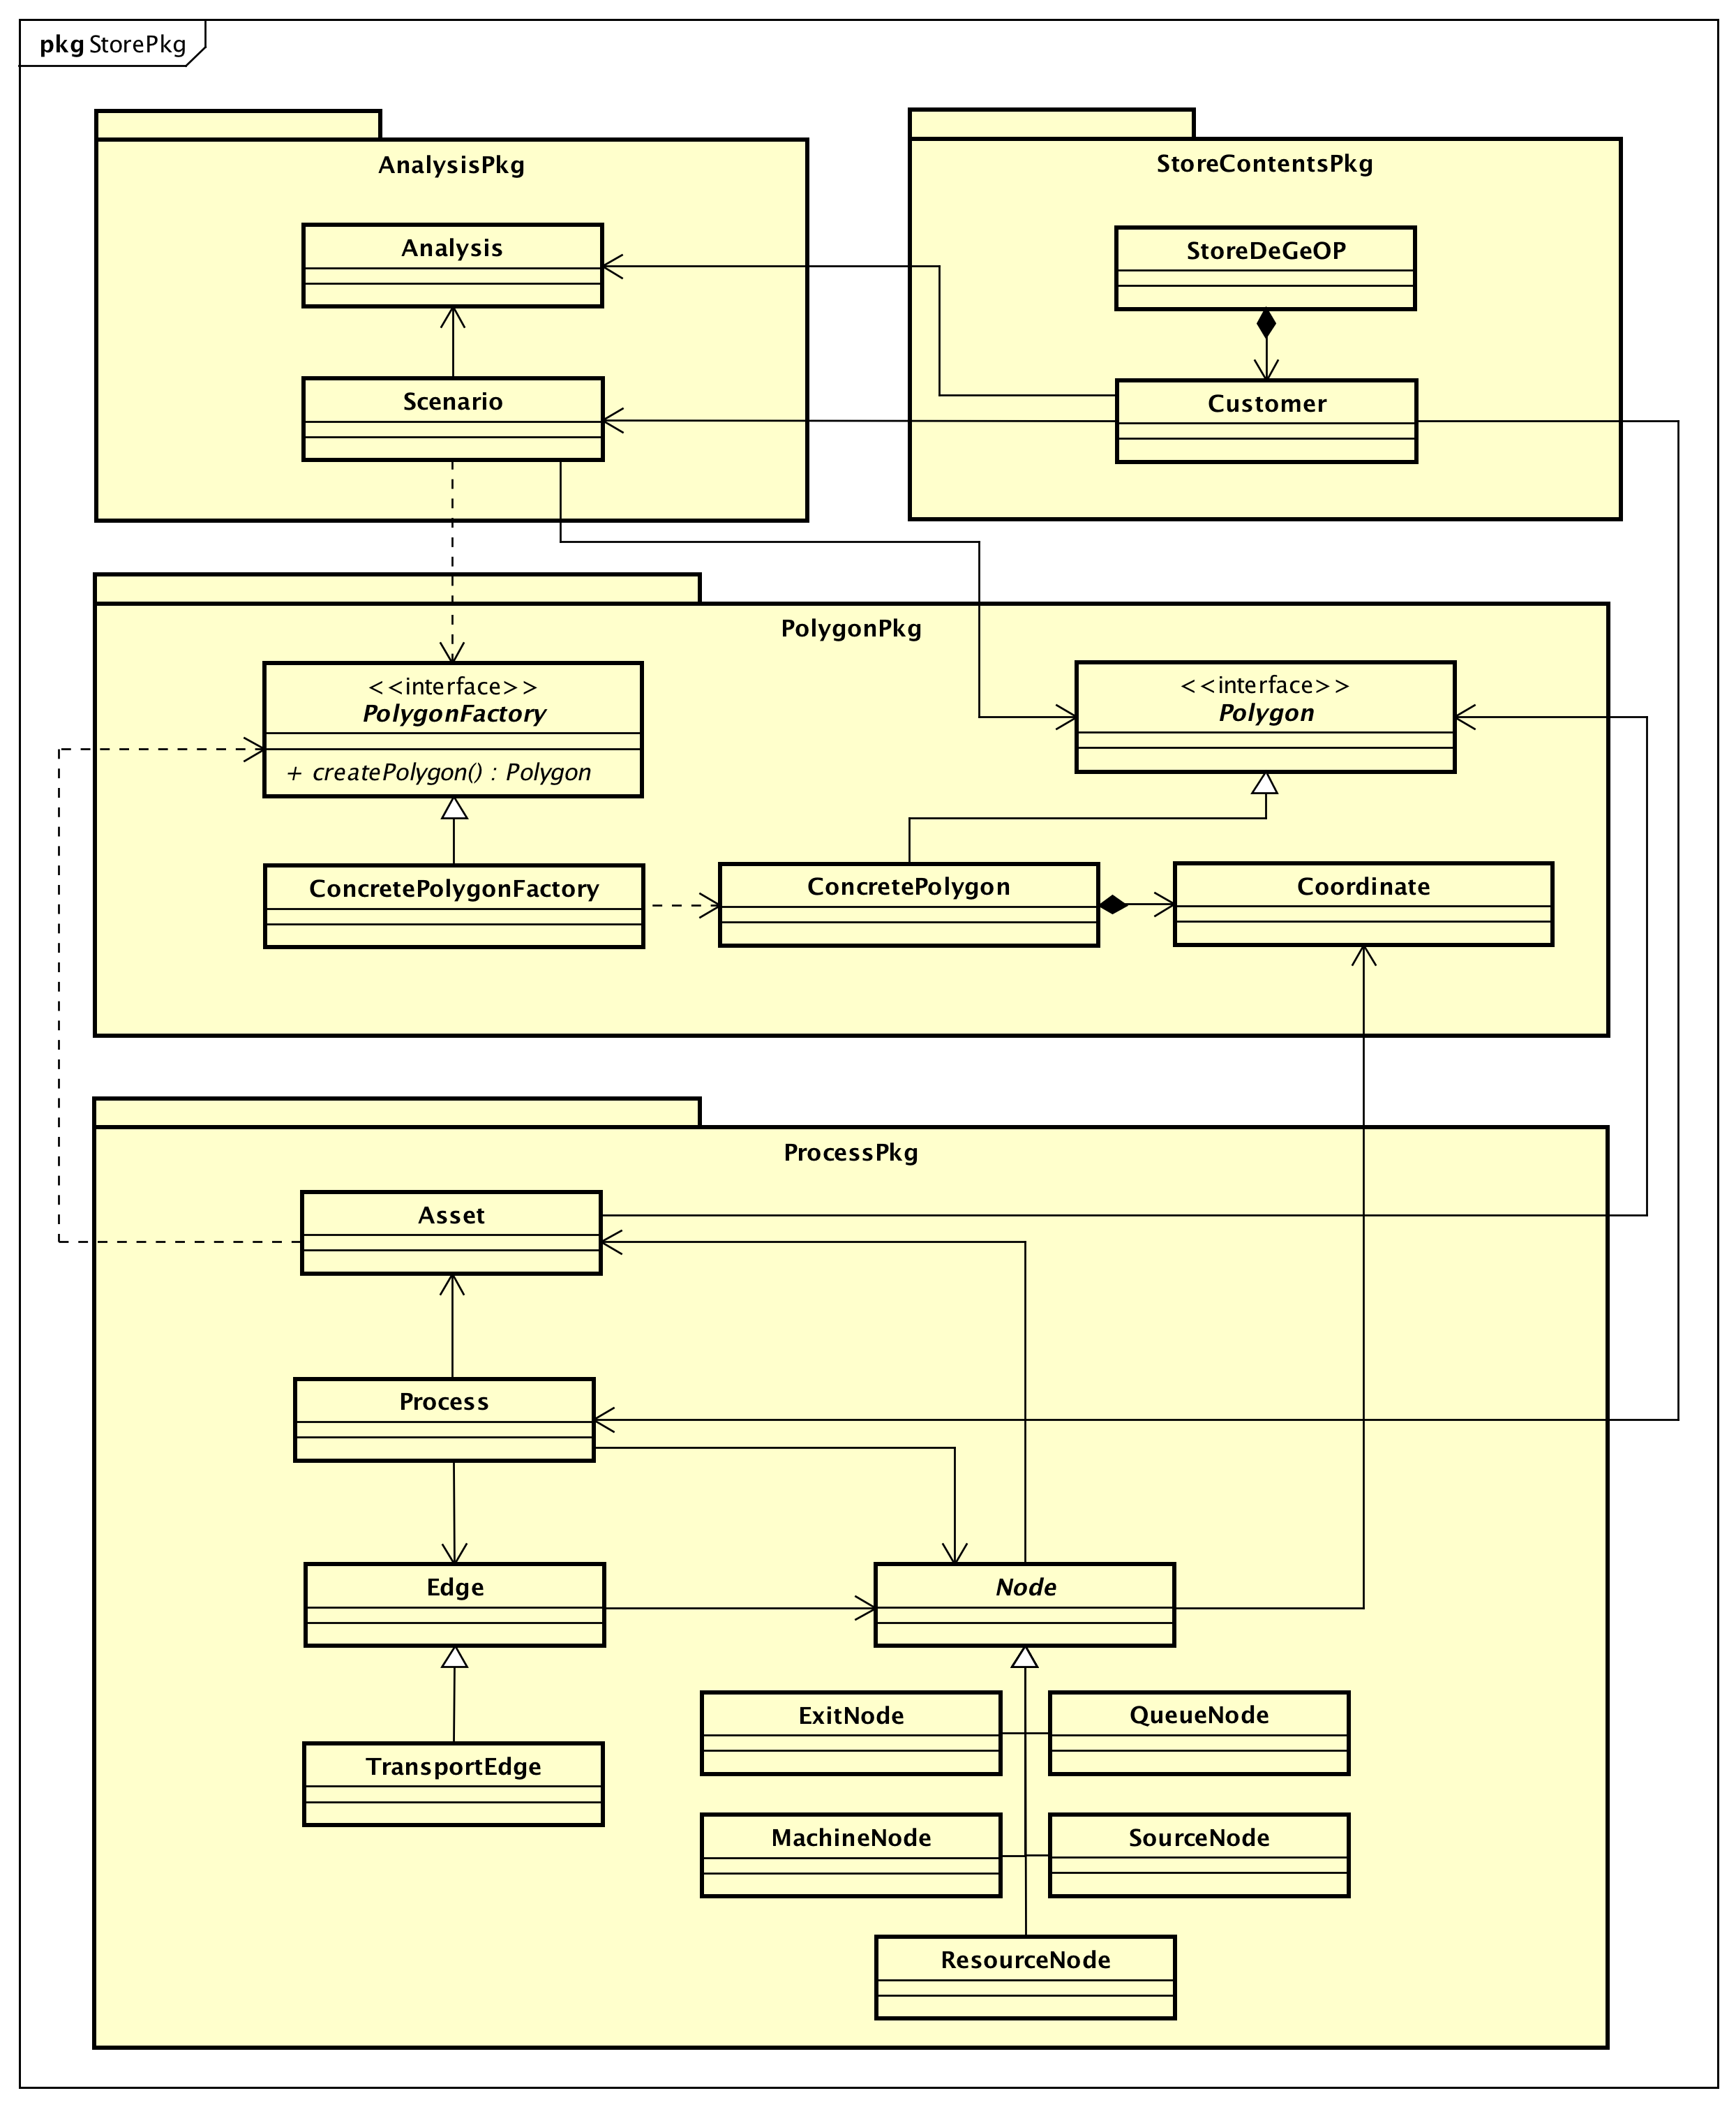 pkg StorePkg
AnalysisPkg
StoreContentsPkg
Analysis
StoreDeGeOP
Scenario
Customer
PolygonPkg
<<interface>>
PolygonFactory
+ createPolygon() : Polygon
<<interface>>
Polygon
ConcretePolygonFactory
ConcretePolygon
Coordinate
ProcessPkg
Asset
Process
Edge
Node
ExitNode
QueueNode
TransportEdge
MachineNode
SourceNode
ResourceNode